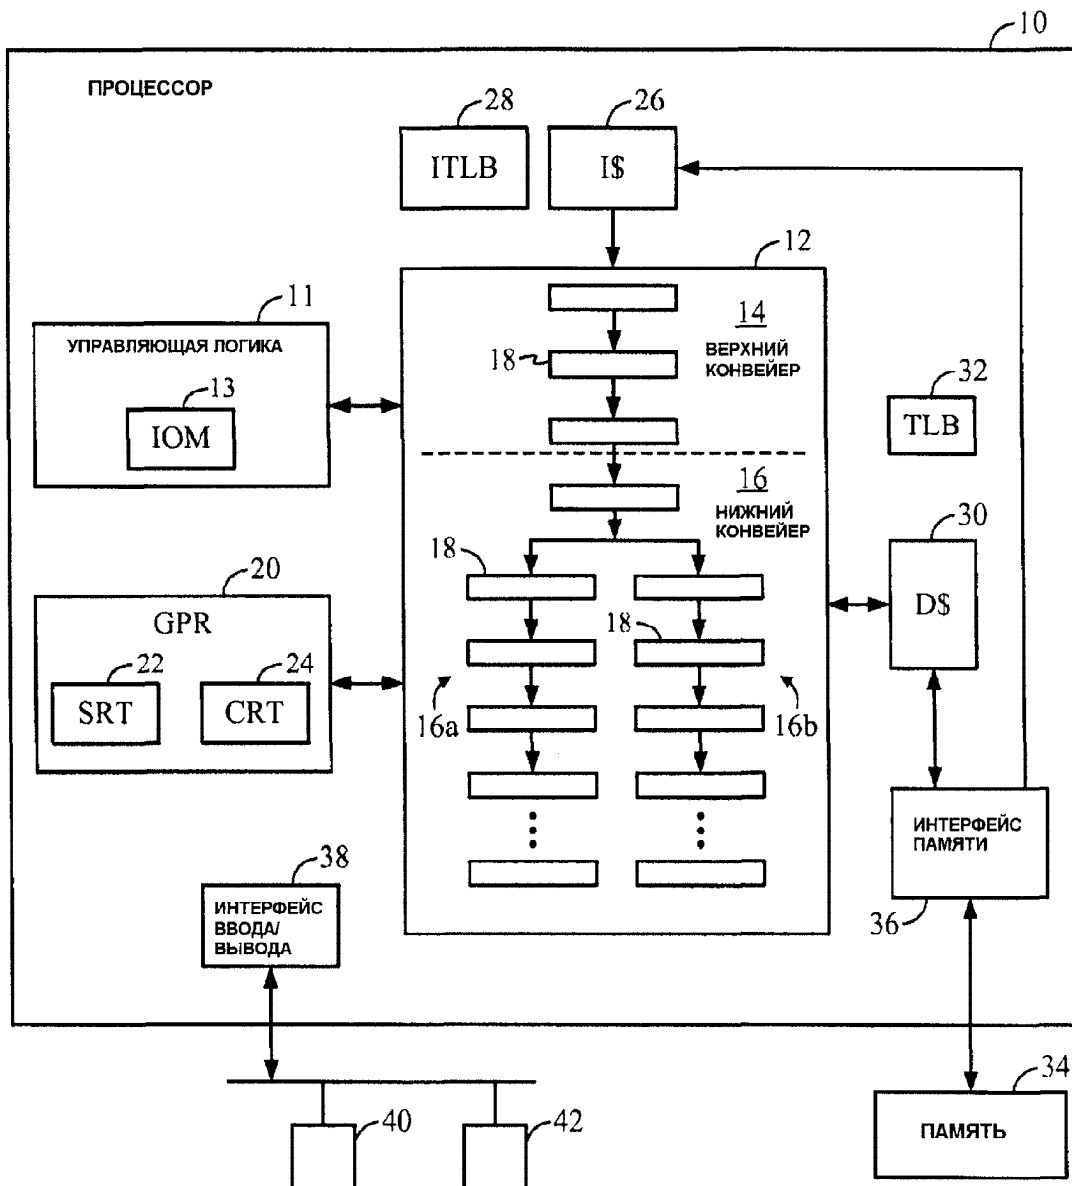 10
ПРОЦЕССОР
28
26
ITLB
I$
12
11
УПРАВЛЯЮЩАЯ ЛОГИКА
13
IOM
14
ВЕРХНИЙ
КОНВЕЙЕР
18
32
TLB
16
НИЖНИЙ
КОНВЕЙЕР
18
30
D$
20
GPR
22
SRT
24
CRT
18
16a
16b
ИНТЕРФЕЙС
ПАМЯТИ
36
38
ИНТЕРФЕЙС
ВВОДА/
ВЫВОДА
34
ПАМЯТЬ
40
42